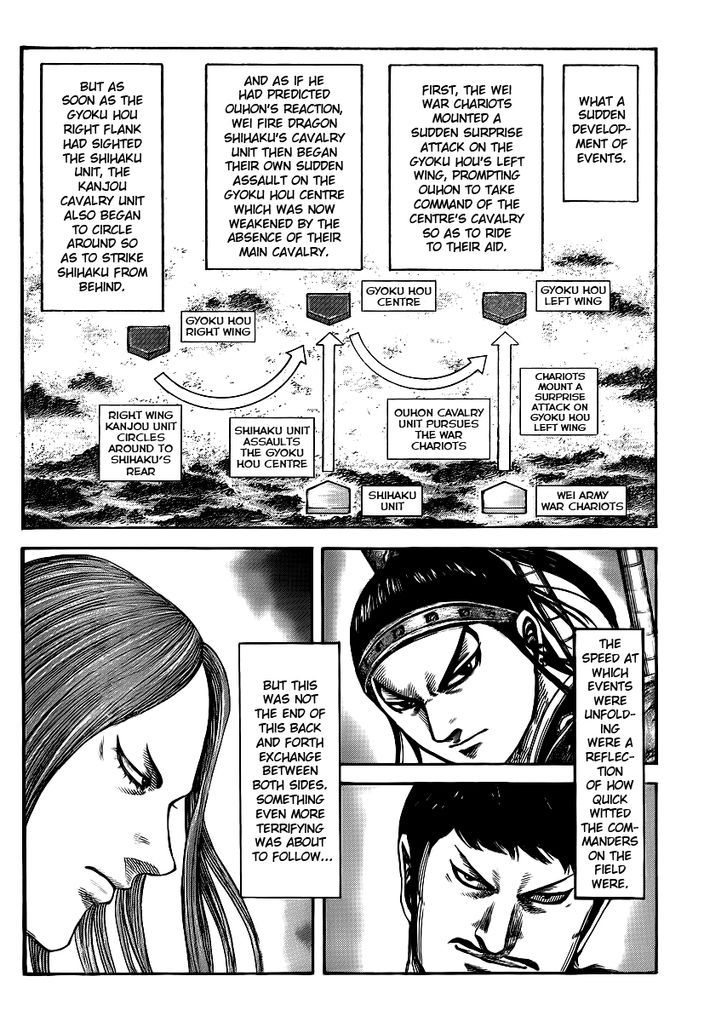 WHAT A
SUDDEN
DEVELOP-
MENT OF
EVENTS.
FIRST, THE WEI
WAR CHARIOTS
MOUNTED A
SUDDEN SURPRISE
ATTACK ON THE
GYOKU HOU'S LEFT
WING, PROMPTING
OUHON TO TAKE
COMMAND OF THE
CENTRE'S CAVALRY
SO AS TO RIDE
TO THEIR AID.
AND AS IF HE
HAD PREDICTED
OUHON'S REACTION,
WEI FIRE DRAGON
SHIHAKU'S CAVALRY
UNIT THEN BEGAN
THEIR OWN SUDDEN
ASSAULT ON THE
GYOKU HOU CENTRE
WHICH WAS NOW
WEAKENED BY THE
ABSENCE OF THEIR
MAIN CAVALRY.
BUT AS
SOON AS THE
GYOKU HOU
RIGHT FLANK
HAD SIGHTED
THE SHIHAKU
UNIT, THE
KANJOU
CAVALRY UNIT
ALSO BEGAN
TO CIRCLE
AROUND SO
AS TO STRIKE
SHIHAKU FROM
BEHIND.
GYOKU HOU
LEFT WING
GYOKU HOU
CENTRE
GYOKU HOU
RIGHT WING
CHARIOTS
MOUNT A
SURPRISE
ATTACK ON
GYOKU HOU
LEFT WING
OUHON CAVALRY
UNIT PURSUES
THE WAR
CHARIOTS
SHIHAKU UNIT
ASSAULTS
THE GYOKU
HOU CENTRE
RIGHT WING
KANJOU UNIT
CIRCLES
AROUND TO
SHIHAKU'S
REAR
WEI ARMY
WAR CHARIOTS
SHIHAKU
UNIT
THE
SPEED AT
WHICH
EVENTS
WERE
UNFOLD-
ING
WERE A
REFLEC-
TION
OF HOW
QUICK
WITTED
THE COM-
MANDERS
ON THE
FIELD
WERE.
BUT THIS
WAS NOT
THE END OF
THIS BACK
AND FORTH
EXCHANGE
BETWEEN
BOTH SIDES.
SOMETHING
EVEN MORE
TERRIFYING
WAS ABOUT
TO FOLLOW...